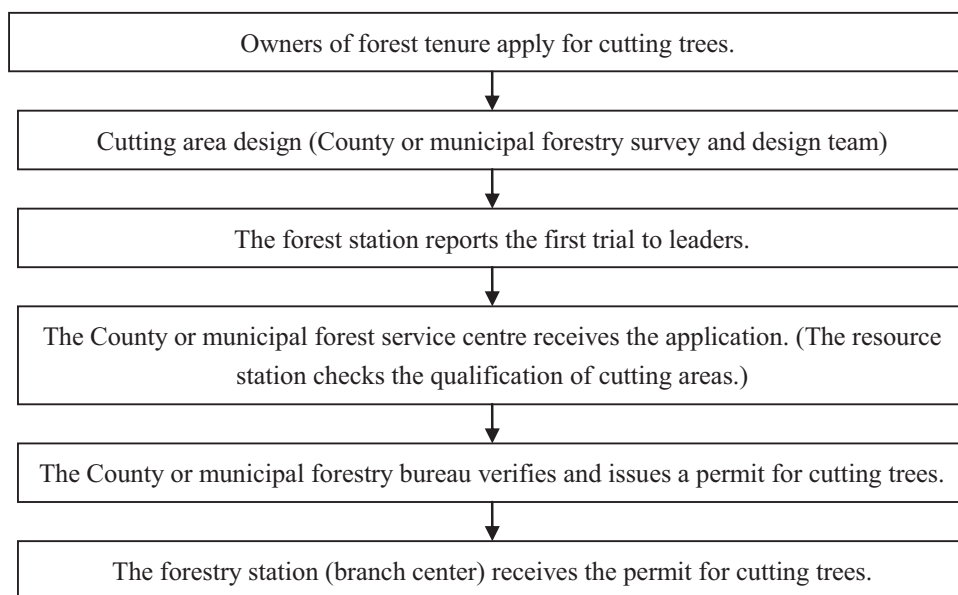 Owners of forest tenure apply for cutting trees.
Cutting area design (County or municipal forestry survey and design team)
The forest station reports the first trial to leaders.
The County or municipal forest service centre receives the application. (The resource
station checks the qualification of cutting areas.)
The County or municipal forestry bureau verifies and issues a permit for cutting trees.
The forestry station (branch center) receives the permit for cutting trees.